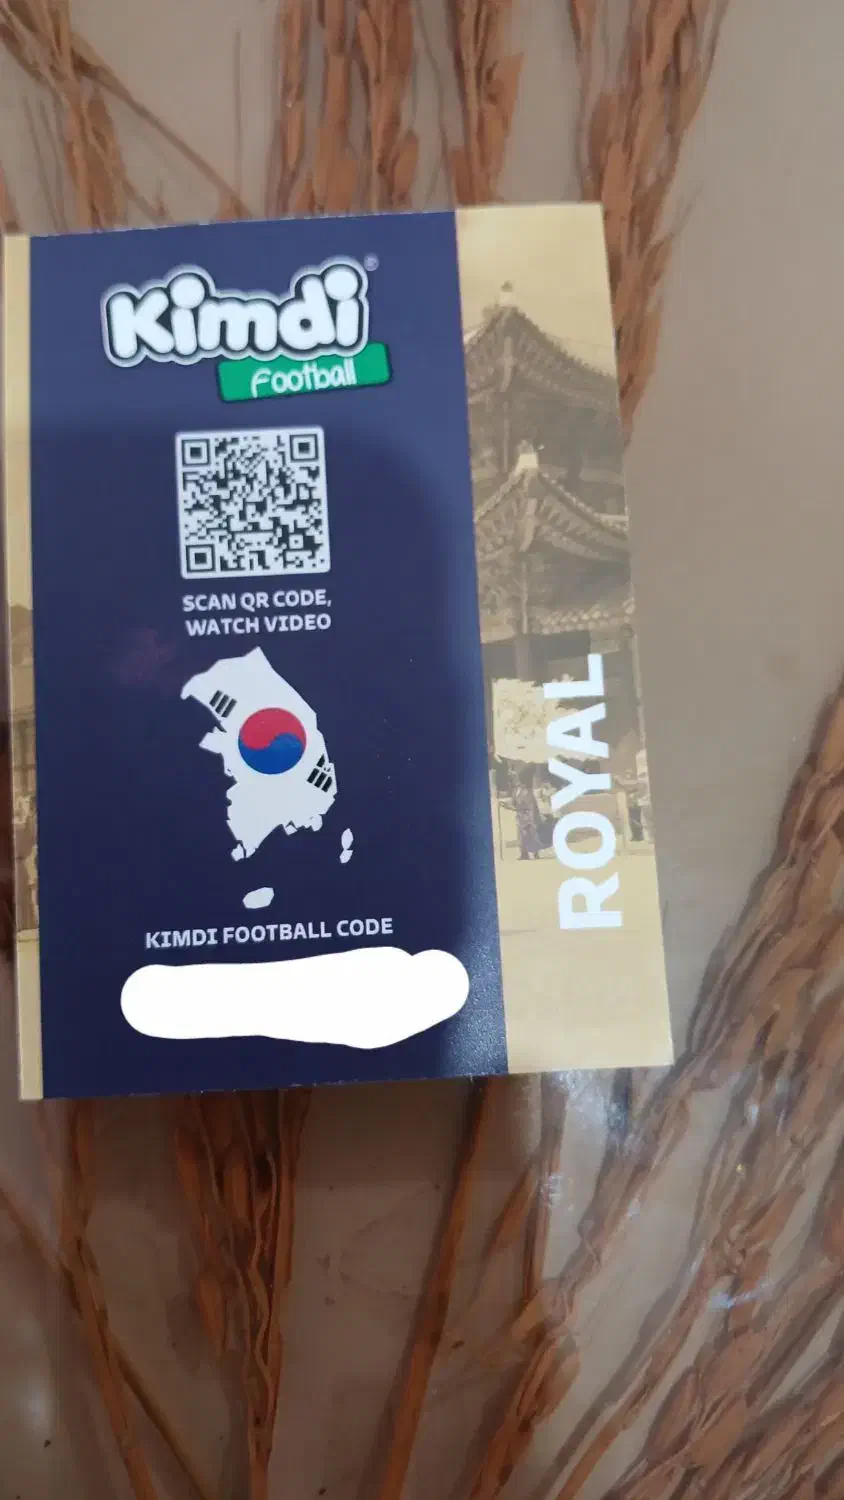 Kimdi®
Football
SCAN QR CODE,
WATCH VIDEO
KIMDI FOOTBALL CODE
ROYAL